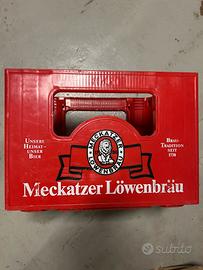 MECKATZER
LÖWENBRÄU
UNSERE
HEIMAT-
UNSER
BIER
BRAU-
TRADITION
SEIT
1738
Meckatzer Löwenbräu
subito